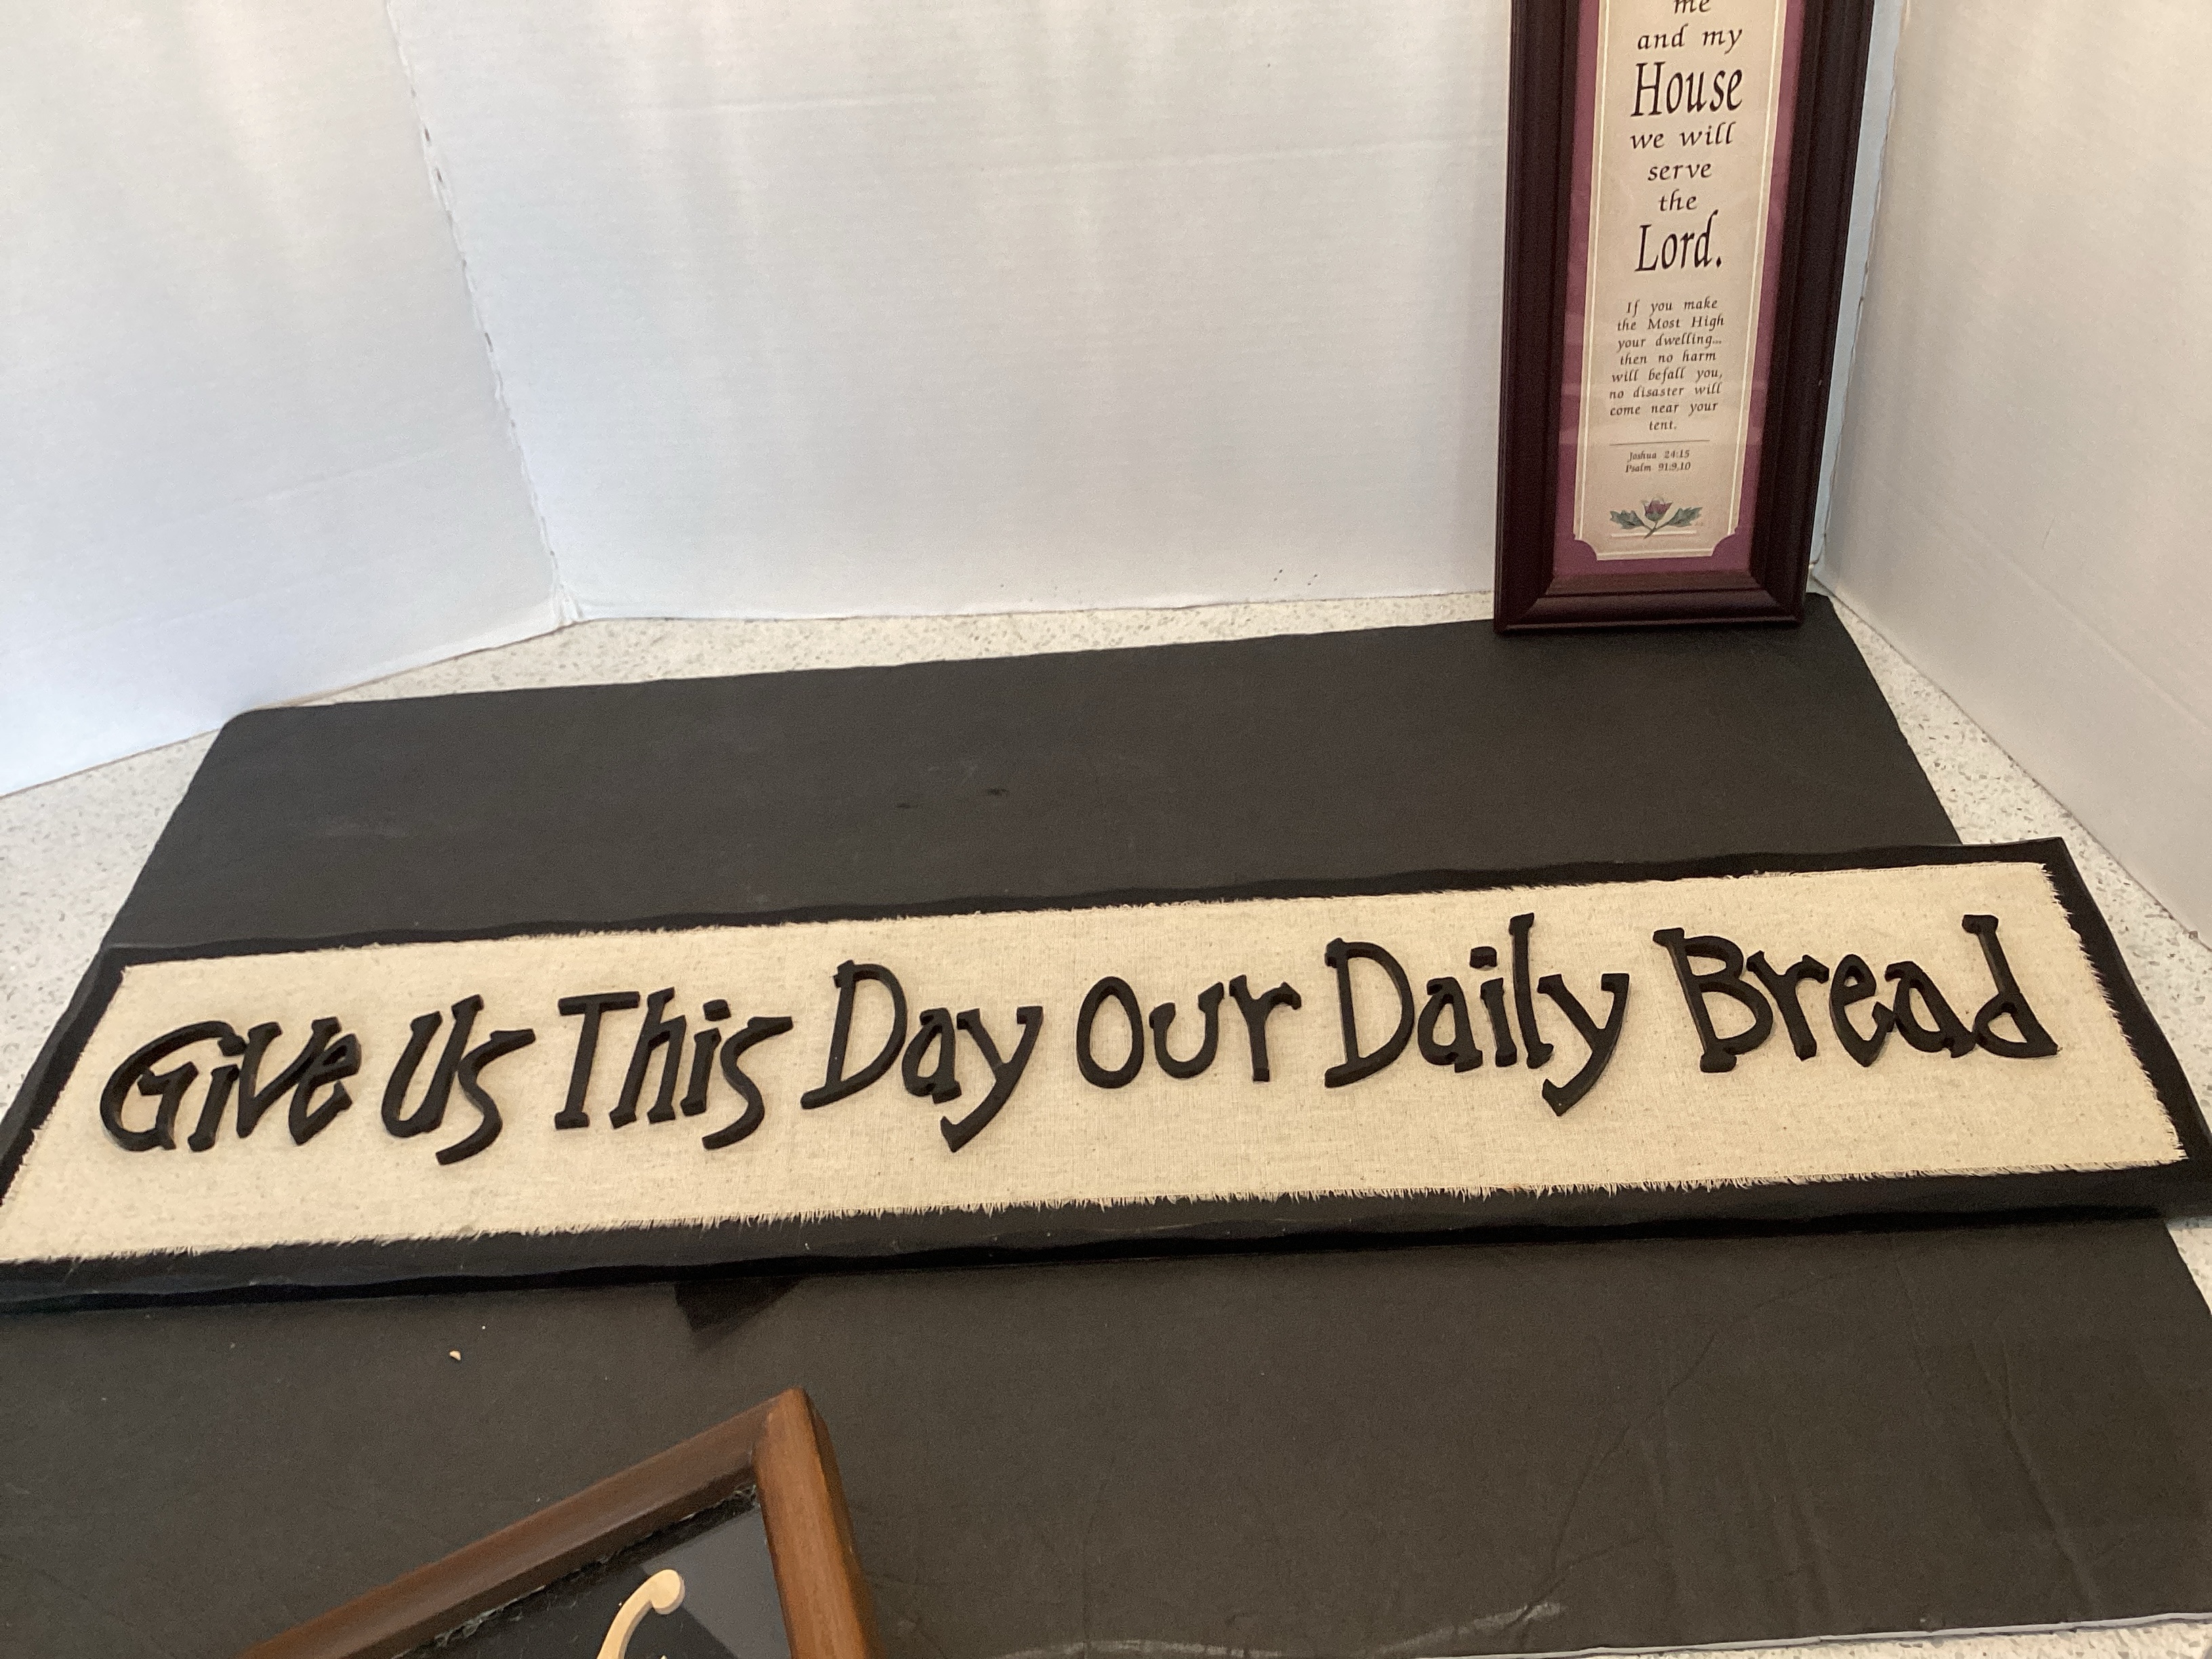 me
and my
House
we will
serve
the
Lord.
If you make
the Most High
your dwelling...
then no harm
will befall you,
no disaster will
come near your
tent.
Joshua 24:15
Psalm 91:9,10
Give Us This Day Our Daily Bread